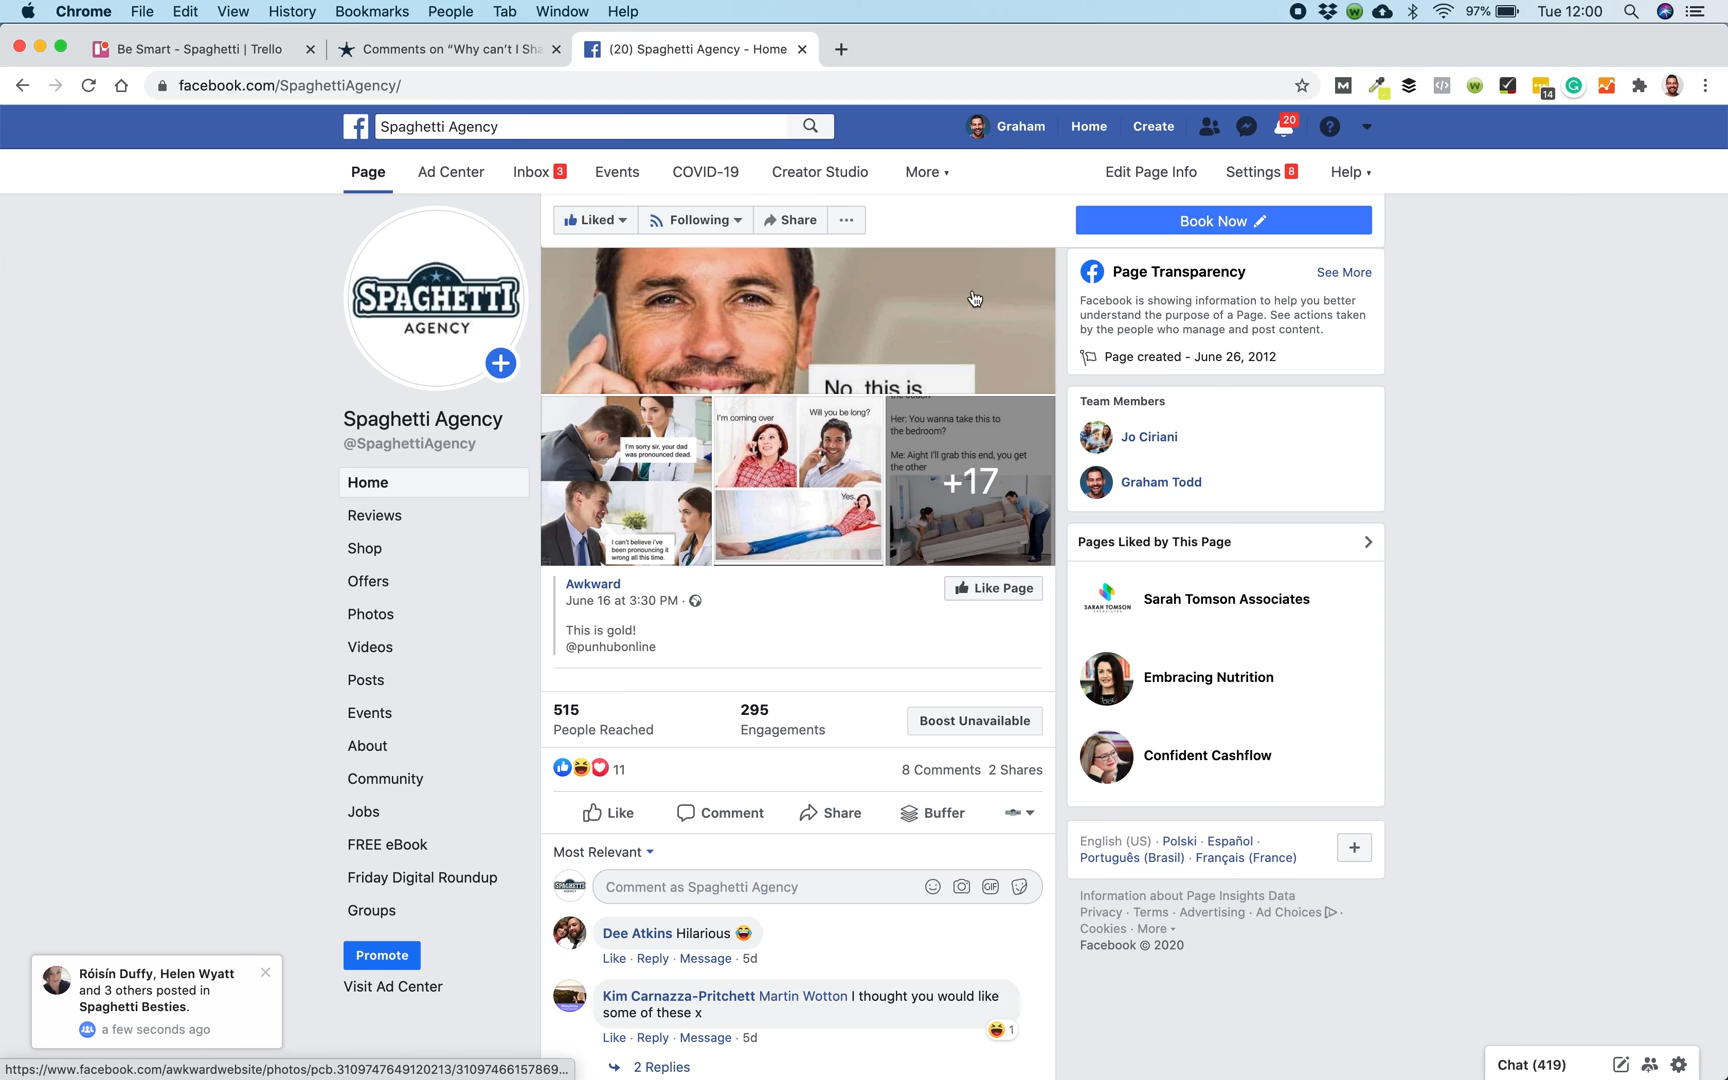 Chrome File Edit View History Bookmarks People Tab Window Help
97% Tue 12:00
Be Smart - Spaghetti | Trello
Comments on “Why can’t I Sha
(20) Spaghetti Agency - Home
facebook.com/SpaghettiAgency/
14
Spaghetti Agency
Graham Home Create 20
Page Ad Center Inbox 3 Events COVID-19 Creator Studio More
Edit Page Info Settings 8 Help
Liked Following Share
Book Now
SPAGHETTI
AGENCY
Spaghetti Agency
@SpaghettiAgency
Home
Reviews
Shop
Offers
Photos
Videos
Posts
Events
About
Community
Jobs
FREE eBook
Friday Digital Roundup
Groups
Promote
Visit Ad Center
No, this is
I'm sorry sir, your dad
was pronounced dead.
I can't believe i've
been pronouncing it
wrong all this time.
I'm coming over
Will you be long?
Yes.
Her: You wanna take this to
the bedroom?
Me: Aight I'll grab this end, you get
the other
+17
Awkward
June 16 at 3:30 PM ·
Like Page
This is gold!
@punhubonline
515
People Reached
295
Engagements
Boost Unavailable
11
8 Comments 2 Shares
Like Comment Share Buffer
Most Relevant
SPAGHETTI
Comment as Spaghetti Agency
GIF
Dee Atkins Hilarious
Like · Reply · Message · 5d
Kim Carnazza-Pritchett Martin Wotton I thought you would like
some of these x
1
Like · Reply · Message · 5d
2 Replies
Page Transparency See More
Facebook is showing information to help you better
understand the purpose of a Page. See actions taken
by the people who manage and post content.
Page created - June 26, 2012
Team Members
Jo Ciriani
Graham Todd
Pages Liked by This Page
SARAH TOMSON
ASSOCIATES
Sarah Tomson Associates
Embracing Nutrition
Confident Cashflow
English (US) · Polski · Español ·
Português (Brasil) · Français (France)
Information about Page Insights Data
Privacy · Terms · Advertising · Ad Choices ·
Cookies · More
Facebook © 2020
Róisín Duffy, Helen Wyatt
and 3 others posted in
Spaghetti Besties.
a few seconds ago
https://www.facebook.com/awkwardwebsite/photos/pcb.3109747649120213/31097466157869...
Chat (419)